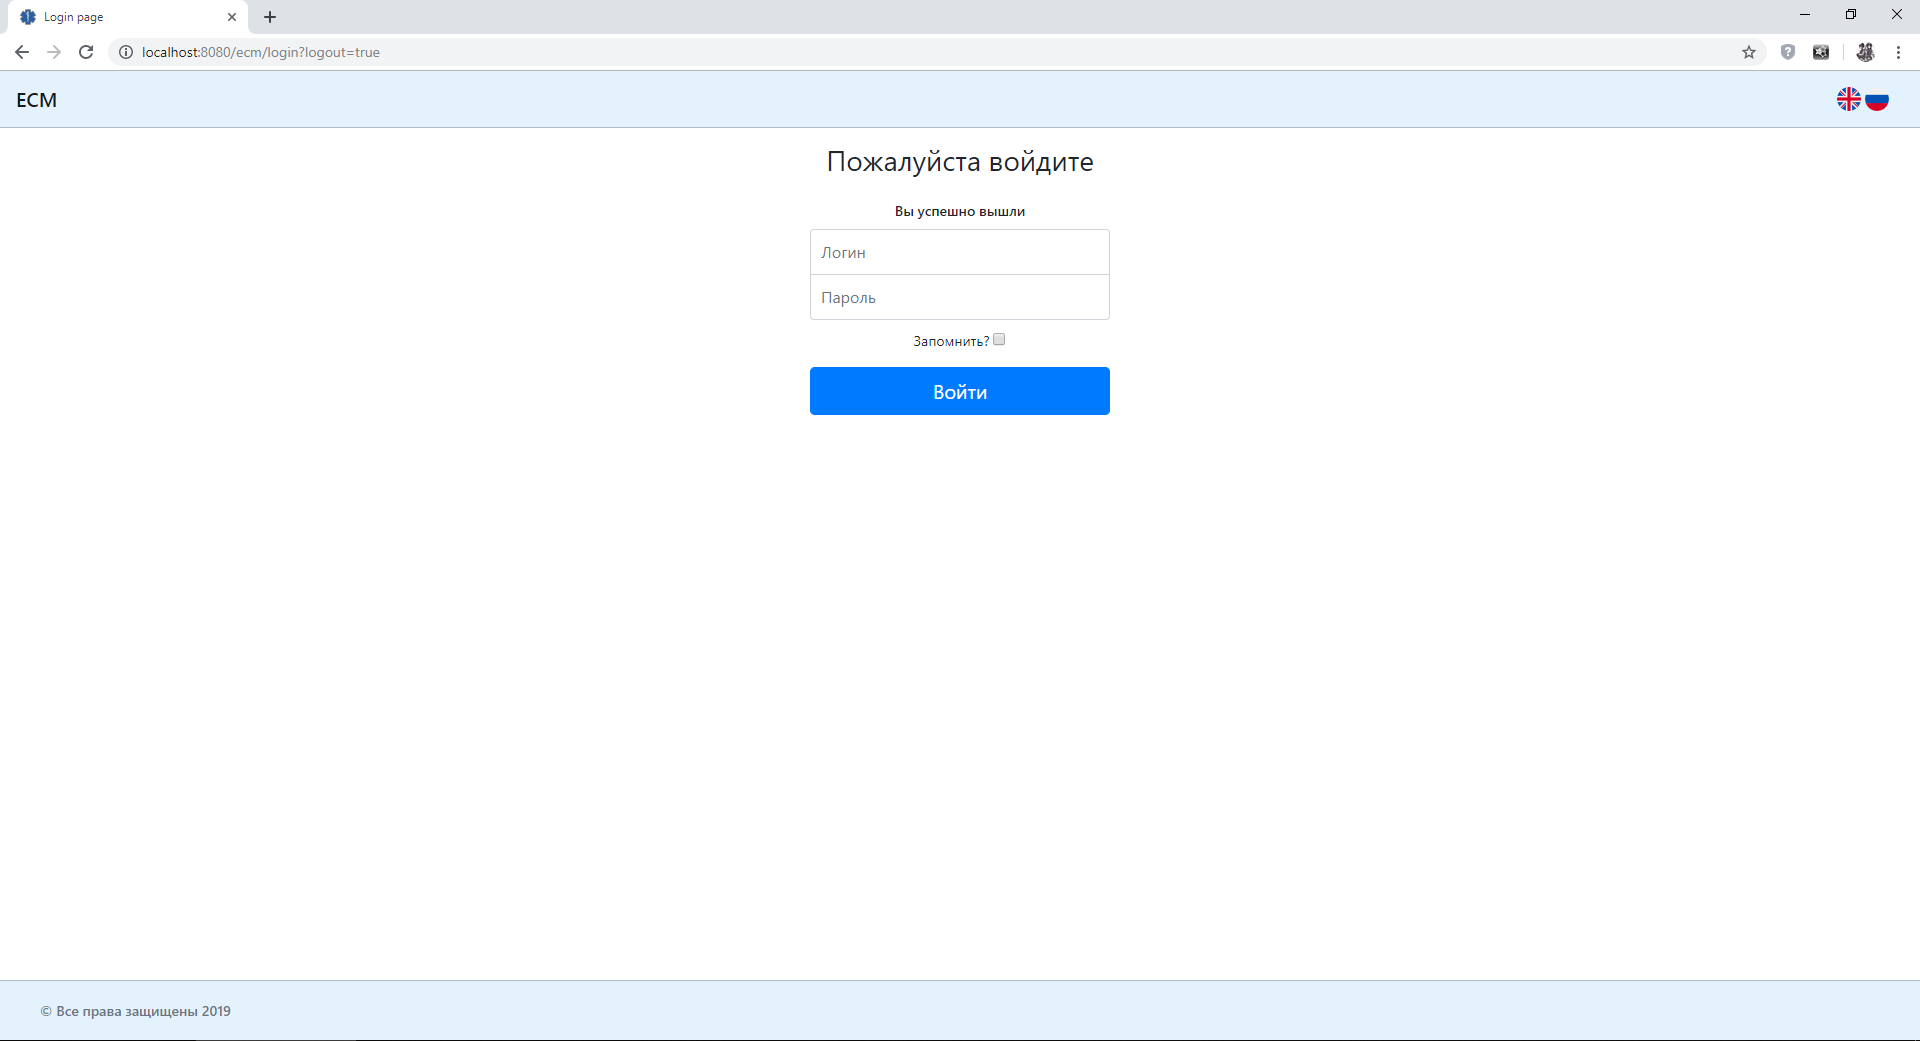 Login page
localhost:8080/ecm/login?logout=true
ECM
Пожалуйста войдите
Вы успешно вышли
Логин
Пароль
Запомнить?
Войти
© Все права защищены 2019